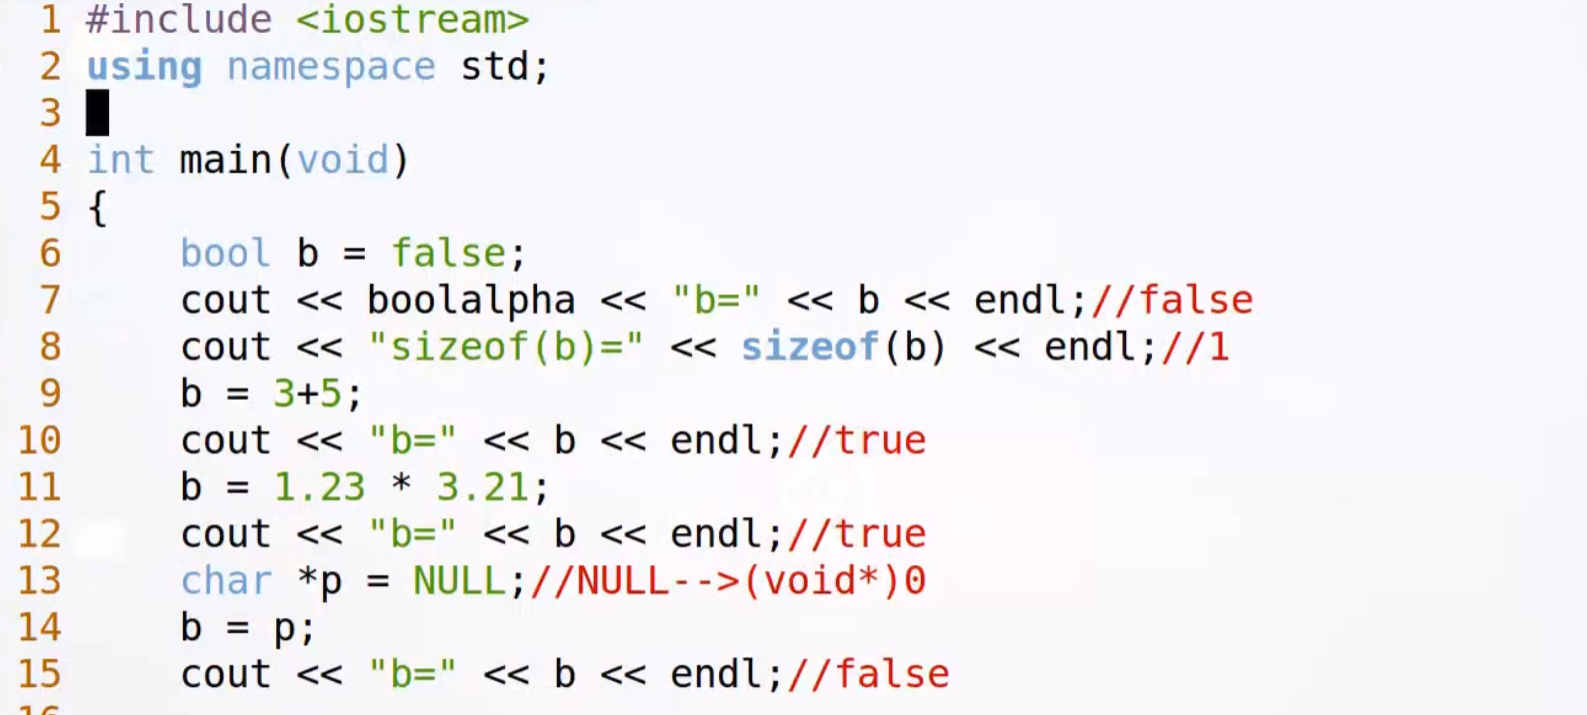 1 #include <iostream>
2 using namespace std;
3
4 int main(void)
5 {
6     bool b = false;
7     cout << boolalpha << "b=" << b << endl;//false
8     cout << "sizeof(b)=" << sizeof(b) << endl;//1
9     b = 3+5;
10     cout << "b=" << b << endl;//true
11     b = 1.23 * 3.21;
12     cout << "b=" << b << endl;//true
13     char *p = NULL;//NULL-->(void*)0
14     b = p;
15     cout << "b=" << b << endl;//false
16